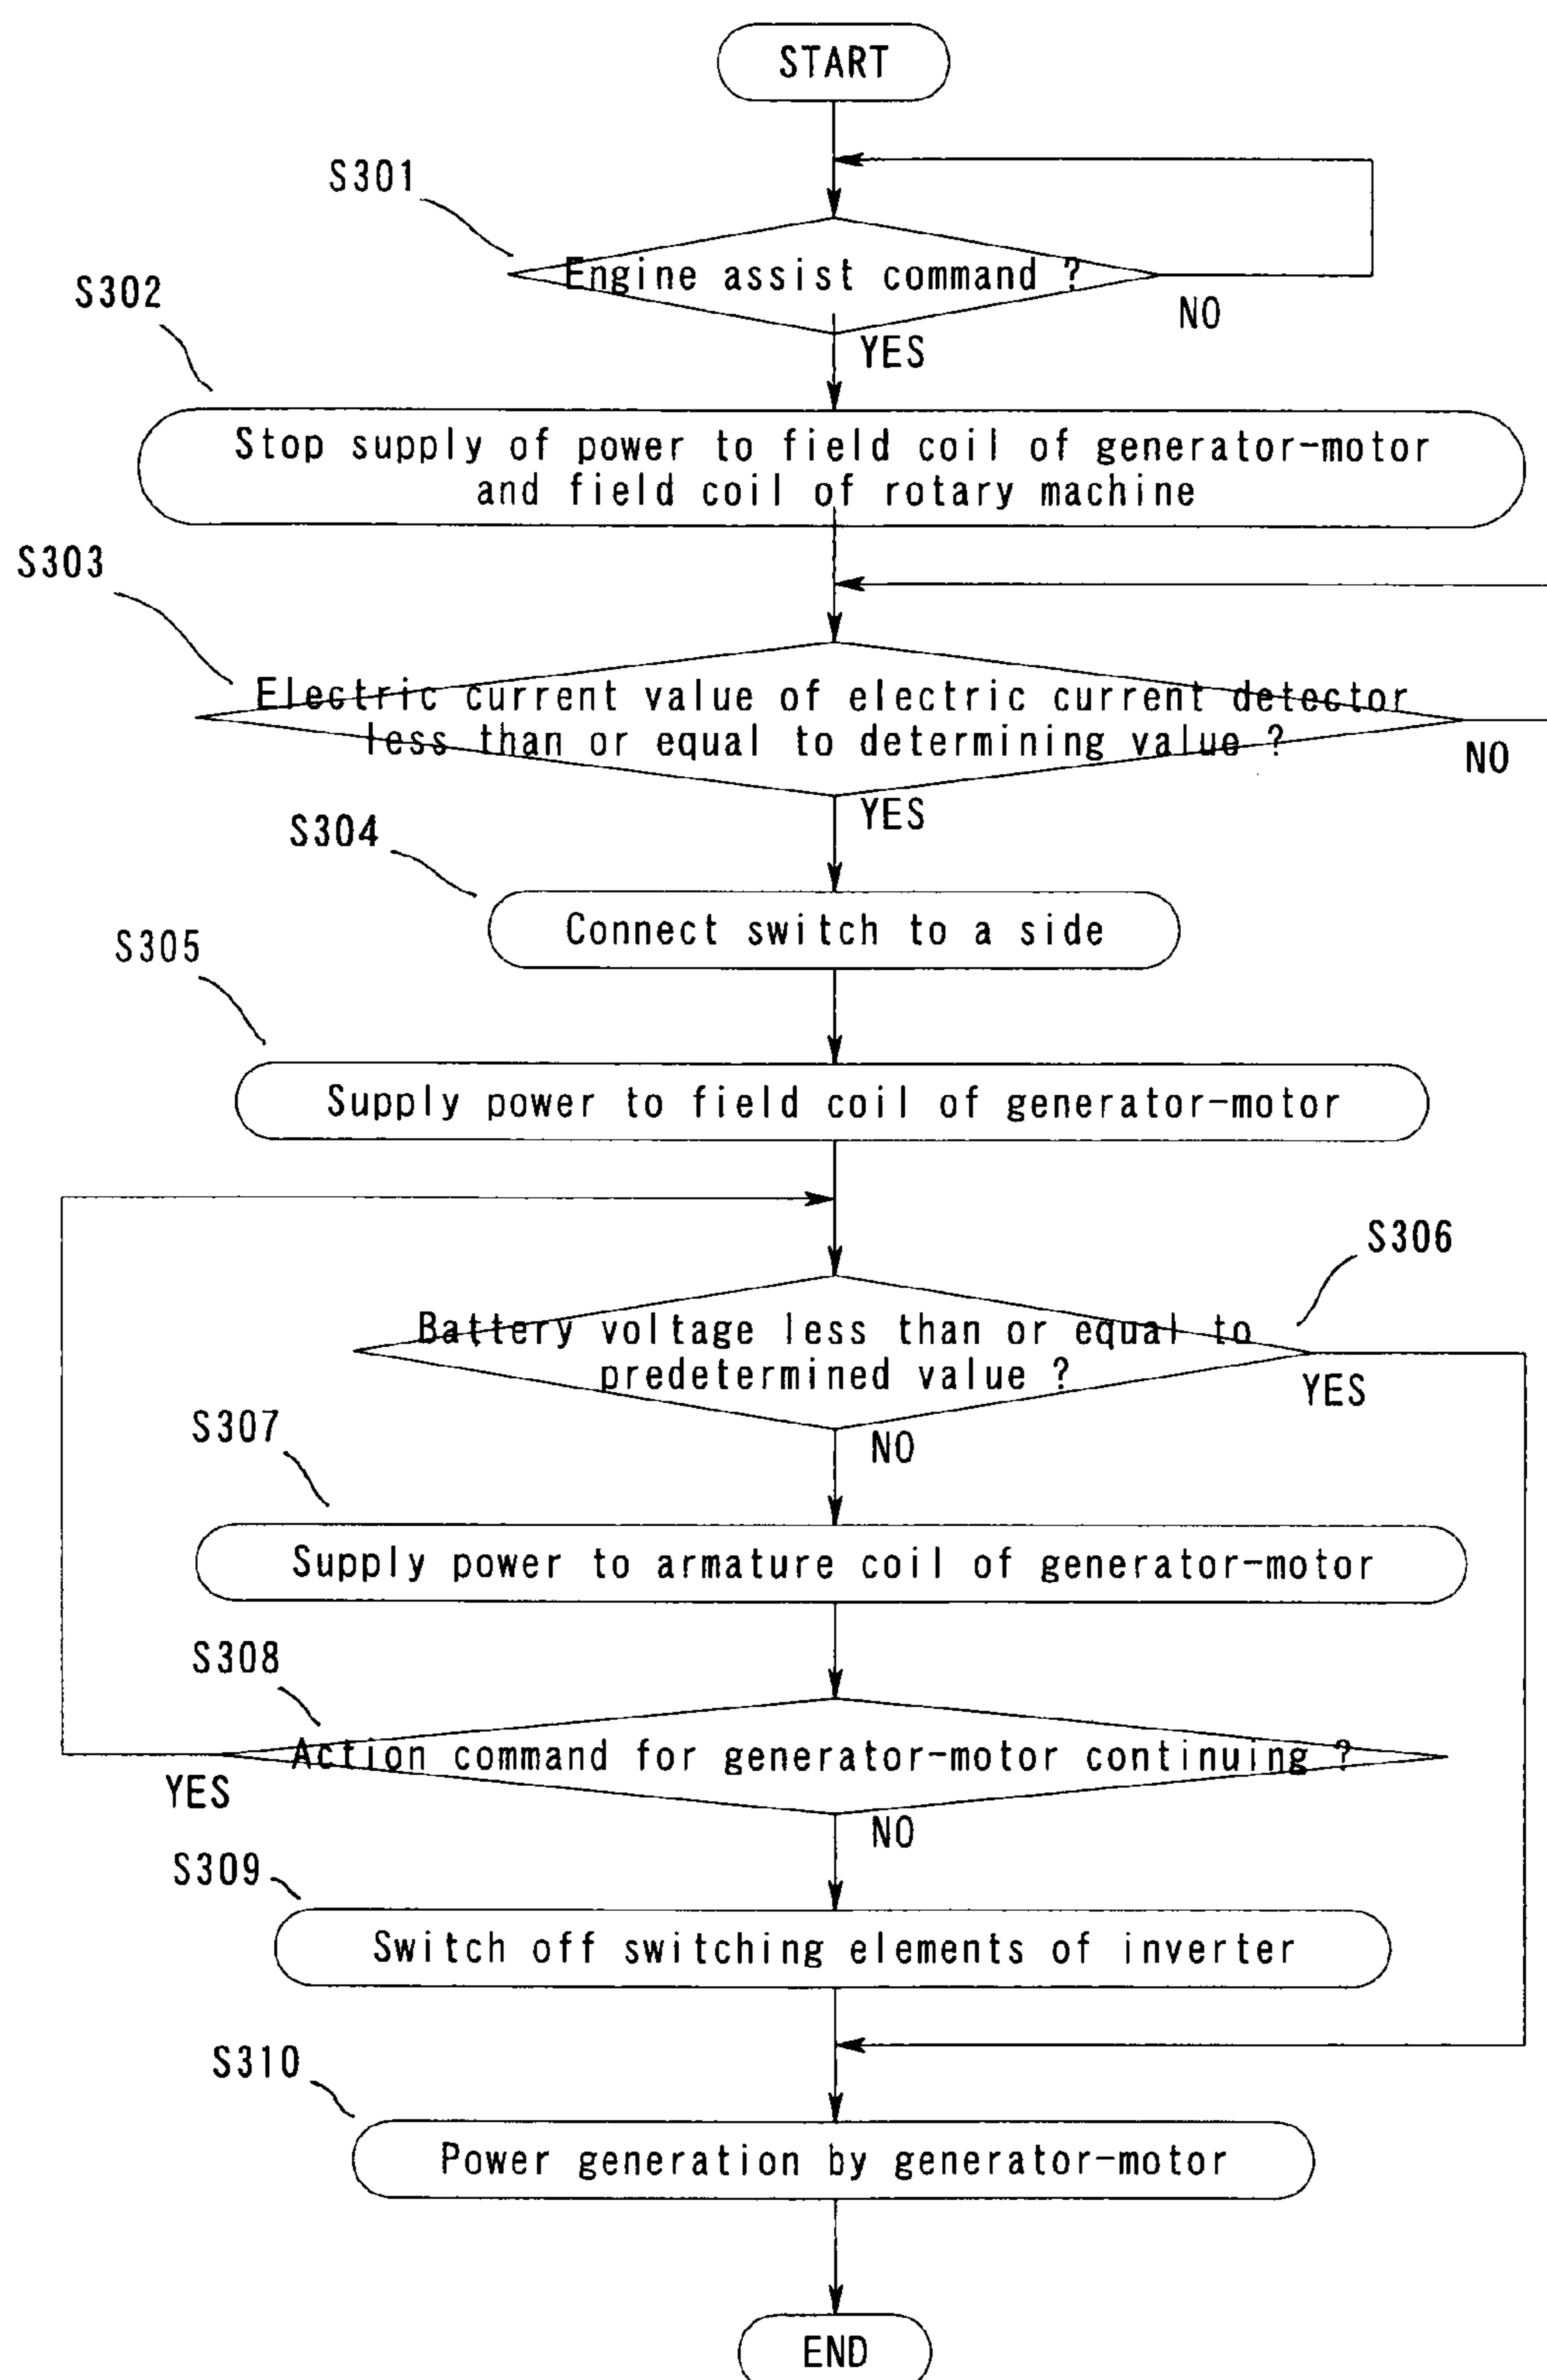 START
S301
Engine assist command ?
NO
YES
S302
Stop supply of power to field coil of generator-motor
and field coil of rotary machine
S303
Electric current value of electric current detector
less than or equal to determining value ?
NO
YES
S304
Connect switch to a side
S305
Supply power to field coil of generator-motor
S306
Battery voltage less than or equal to
predetermined value ?
YES
NO
S307
Supply power to armature coil of generator-motor
S308
Action command for generator-motor continuing ?
YES
NO
S309
Switch off switching elements of inverter
S310
Power generation by generator-motor
END